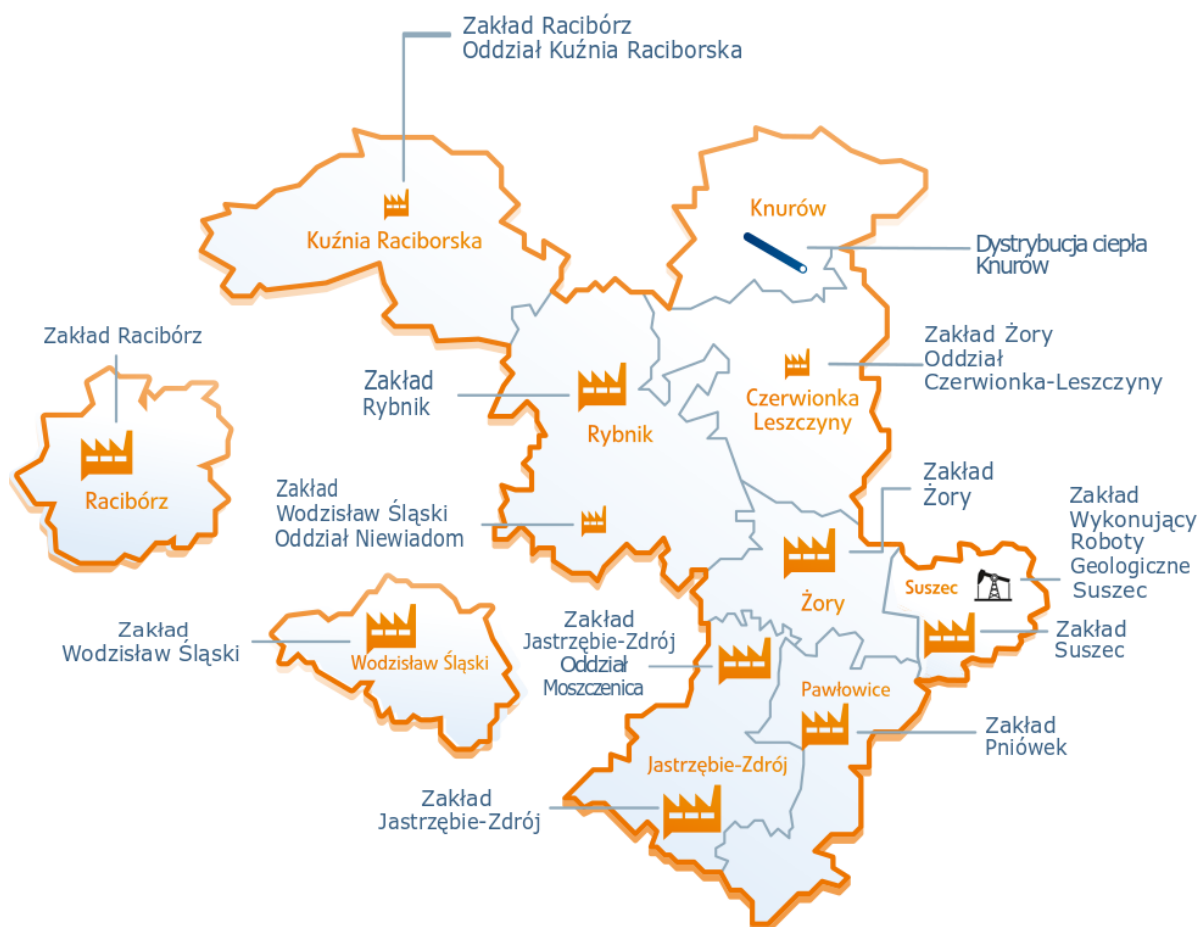 Zakład Racibórz
Oddział Kuźnia Raciborska
Knurów
Kuźnia Raciborska
Dystrybucja ciepła
Knurów
Zakład Racibórz
Zakład Żory
Oddział
Czerwionka-Leszczyny
Zakład
Rybnik
Czerwionka
Leszczyny
Rybnik
Racibórz
Zakład
Żory
Zakład
Wodzisław Śląski
Oddział Niewiadom
Zakład
Wykonujący
Roboty
Geologiczne
Suszec
Suszec
Żory
Zakład
Wodzisław Śląski
Wodzisław Śląski
Zakład
Jastrzębie-Zdrój
Oddział
Moszczenica
Zakład
Suszec
Pawłowice
Zakład
Pniówek
Jastrzębie-Zdrój
Zakład
Jastrzębie-Zdrój